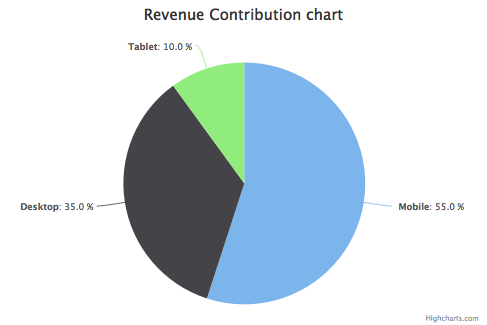 Revenue Contribution chart
Tablet: 10.0 %
Desktop: 35.0 %
Mobile: 55.0 %
Highcharts.com